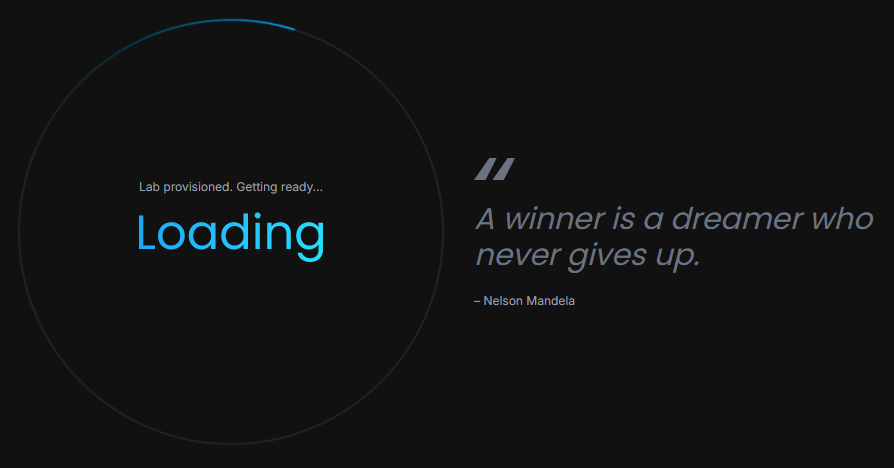 Lab provisioned. Getting ready...
Loading
A winner is a dreamer who
never gives up.
– Nelson Mandela